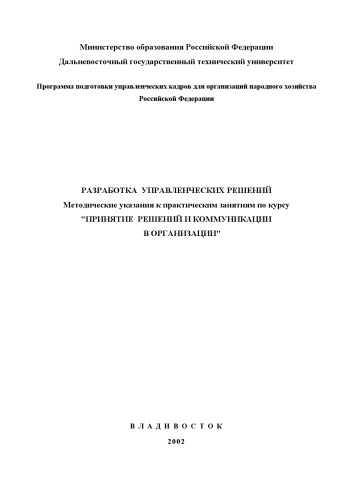 Министерство образования Российской Федерации
Дальневосточный государственный технический университет
Программа подготовки управленческих кадров для организаций народного хозяйства
Российской Федерации
РАЗРАБОТКА УПРАВЛЕНЧЕСКИХ РЕШЕНИЙ
Методические указания к практическим занятиям по курсу
"ПРИНЯТИЕ РЕШЕНИЙ И КОММУНИКАЦИИ
В ОРГАНИЗАЦИИ"
В Л А Д И В О С Т О К
2002